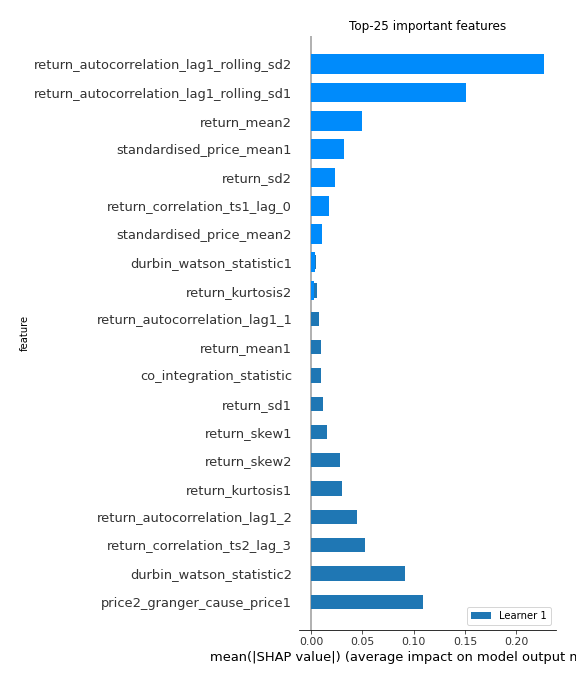 Top-25 important features
return_autocorrelation_lag1_rolling_sd2
return_autocorrelation_lag1_rolling_sd1
return_mean2
standardised_price_mean1
return_sd2
return_correlation_ts1_lag_0
standardised_price_mean2
durbin_watson_statistic1
return_kurtosis2
return_autocorrelation_lag1_1
return_mean1
co_integration_statistic
return_sd1
return_skew1
return_skew2
return_kurtosis1
return_autocorrelation_lag1_2
return_correlation_ts2_lag_3
durbin_watson_statistic2
price2_granger_cause_price1
feature
Learner 1
0.00 0.05 0.10 0.15 0.20
mean(|SHAP value|) (average impact on model output m